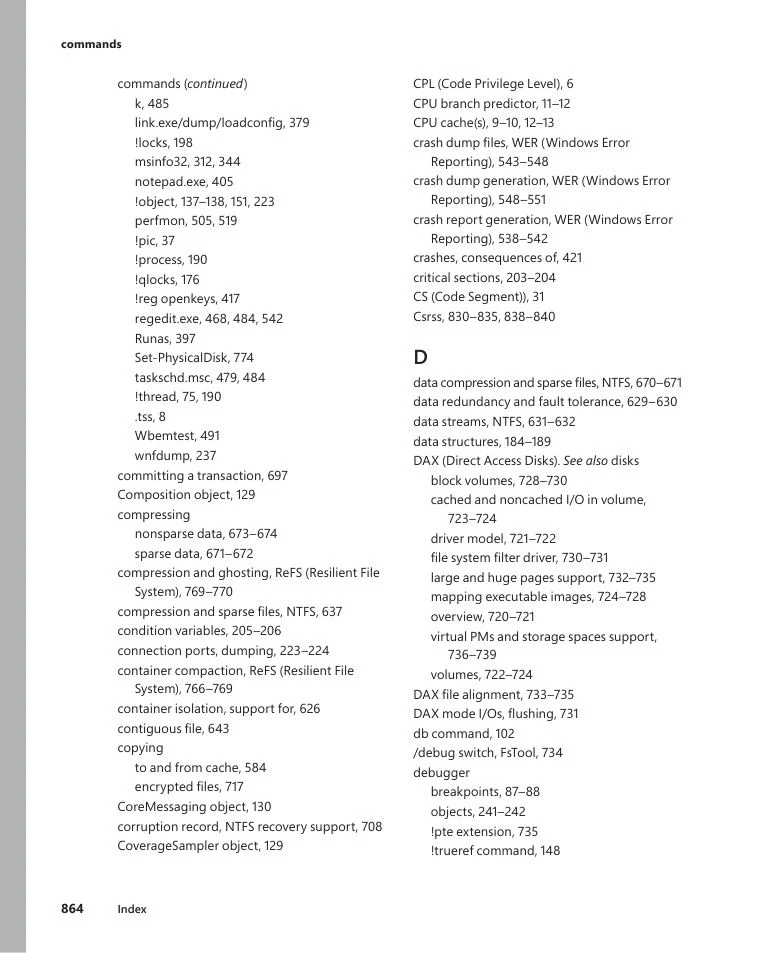 commands
commands (continued)
k, 485
link.exe/dump/loadconfig, 379
!locks, 198
msinfo32, 312, 344
notepad.exe, 405
!object, 137–138, 151, 223
perfmon, 505, 519
!pic, 37
!process, 190
!qlocks, 176
!reg openkeys, 417
regedit.exe, 468, 484, 542
Runas, 397
Set-PhysicalDisk, 774
taskschd.msc, 479, 484
!thread, 75, 190
.tss, 8
Wbemtest, 491
wnfdump, 237
committing a transaction, 697
Composition object, 129
compressing
nonsparse data, 673–674
sparse data, 671–672
compression and ghosting, ReFS (Resilient File
System), 769–770
compression and sparse files, NTFS, 637
condition variables, 205–206
connection ports, dumping, 223–224
container compaction, ReFS (Resilient File
System), 766–769
container isolation, support for, 626
contiguous file, 643
copying
to and from cache, 584
encrypted files, 717
CoreMessaging object, 130
corruption record, NTFS recovery support, 708
CoverageSampler object, 129
CPL (Code Privilege Level), 6
CPU branch predictor, 11–12
CPU cache(s), 9–10, 12–13
crash dump files, WER (Windows Error
Reporting), 543–548
crash dump generation, WER (Windows Error
Reporting), 548–551
crash report generation, WER (Windows Error
Reporting), 538–542
crashes, consequences of, 421
critical sections, 203–204
CS (Code Segment)), 31
Csrss, 830–835, 838–840
D
data compression and sparse files, NTFS, 670–671
data redundancy and fault tolerance, 629–630
data streams, NTFS, 631–632
data structures, 184–189
DAX (Direct Access Disks). See also disks
block volumes, 728–730
cached and noncached I/O in volume,
723–724
driver model, 721–722
file system filter driver, 730–731
large and huge pages support, 732–735
mapping executable images, 724–728
overview, 720–721
virtual PMs and storage spaces support,
736–739
volumes, 722–724
DAX file alignment, 733–735
DAX mode I/Os, flushing, 731
db command, 102
/debug switch, FsTool, 734
debugger
breakpoints, 87–88
objects, 241–242
!pte extension, 735
!trueref command, 148
864 Index